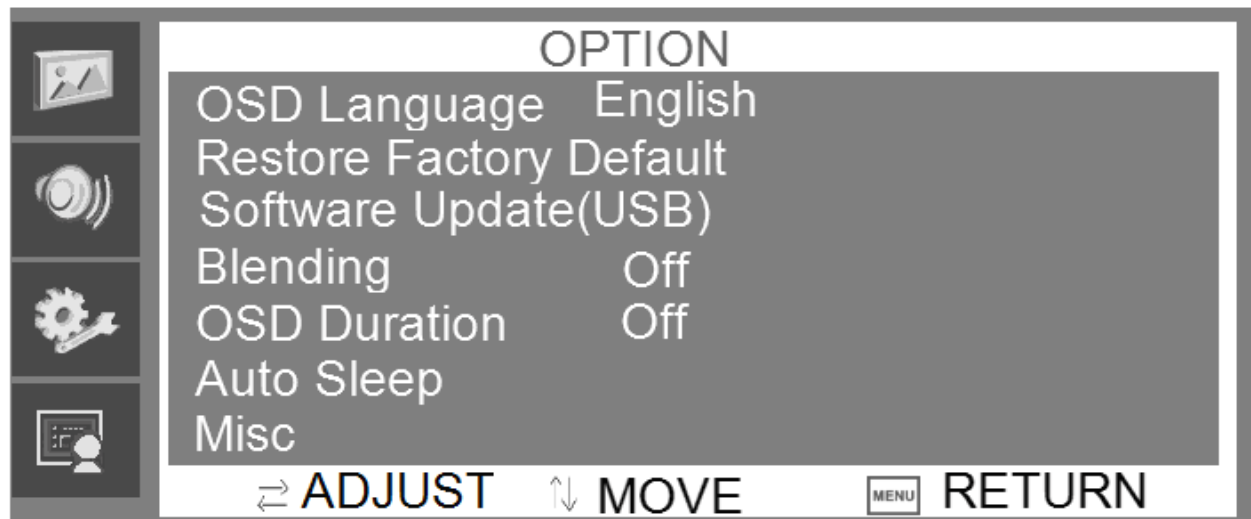 OPTION
OSD Language English
Restore Factory Default
Software Update(USB)
Blending Off
OSD Duration Off
Auto Sleep
Misc
ADJUST MOVE MENU RETURN